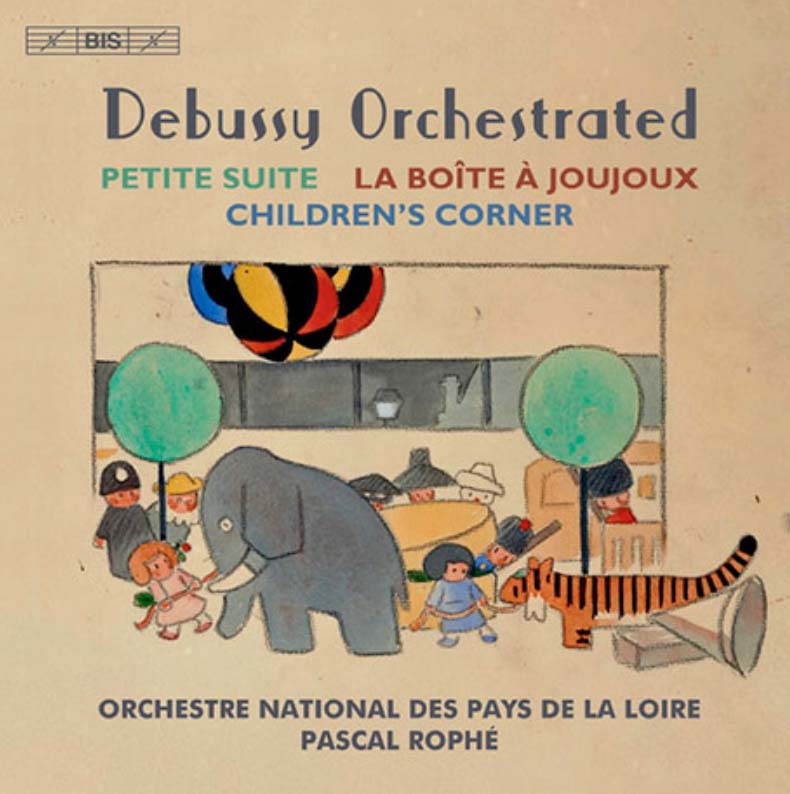 BIS
Debussy Orchestrated
PETITE SUITE LA BOÎTE À JOUJOUX
CHILDREN'S CORNER
ORCHESTRE NATIONAL DES PAYS DE LA LOIRE
PASCAL ROPHÉ